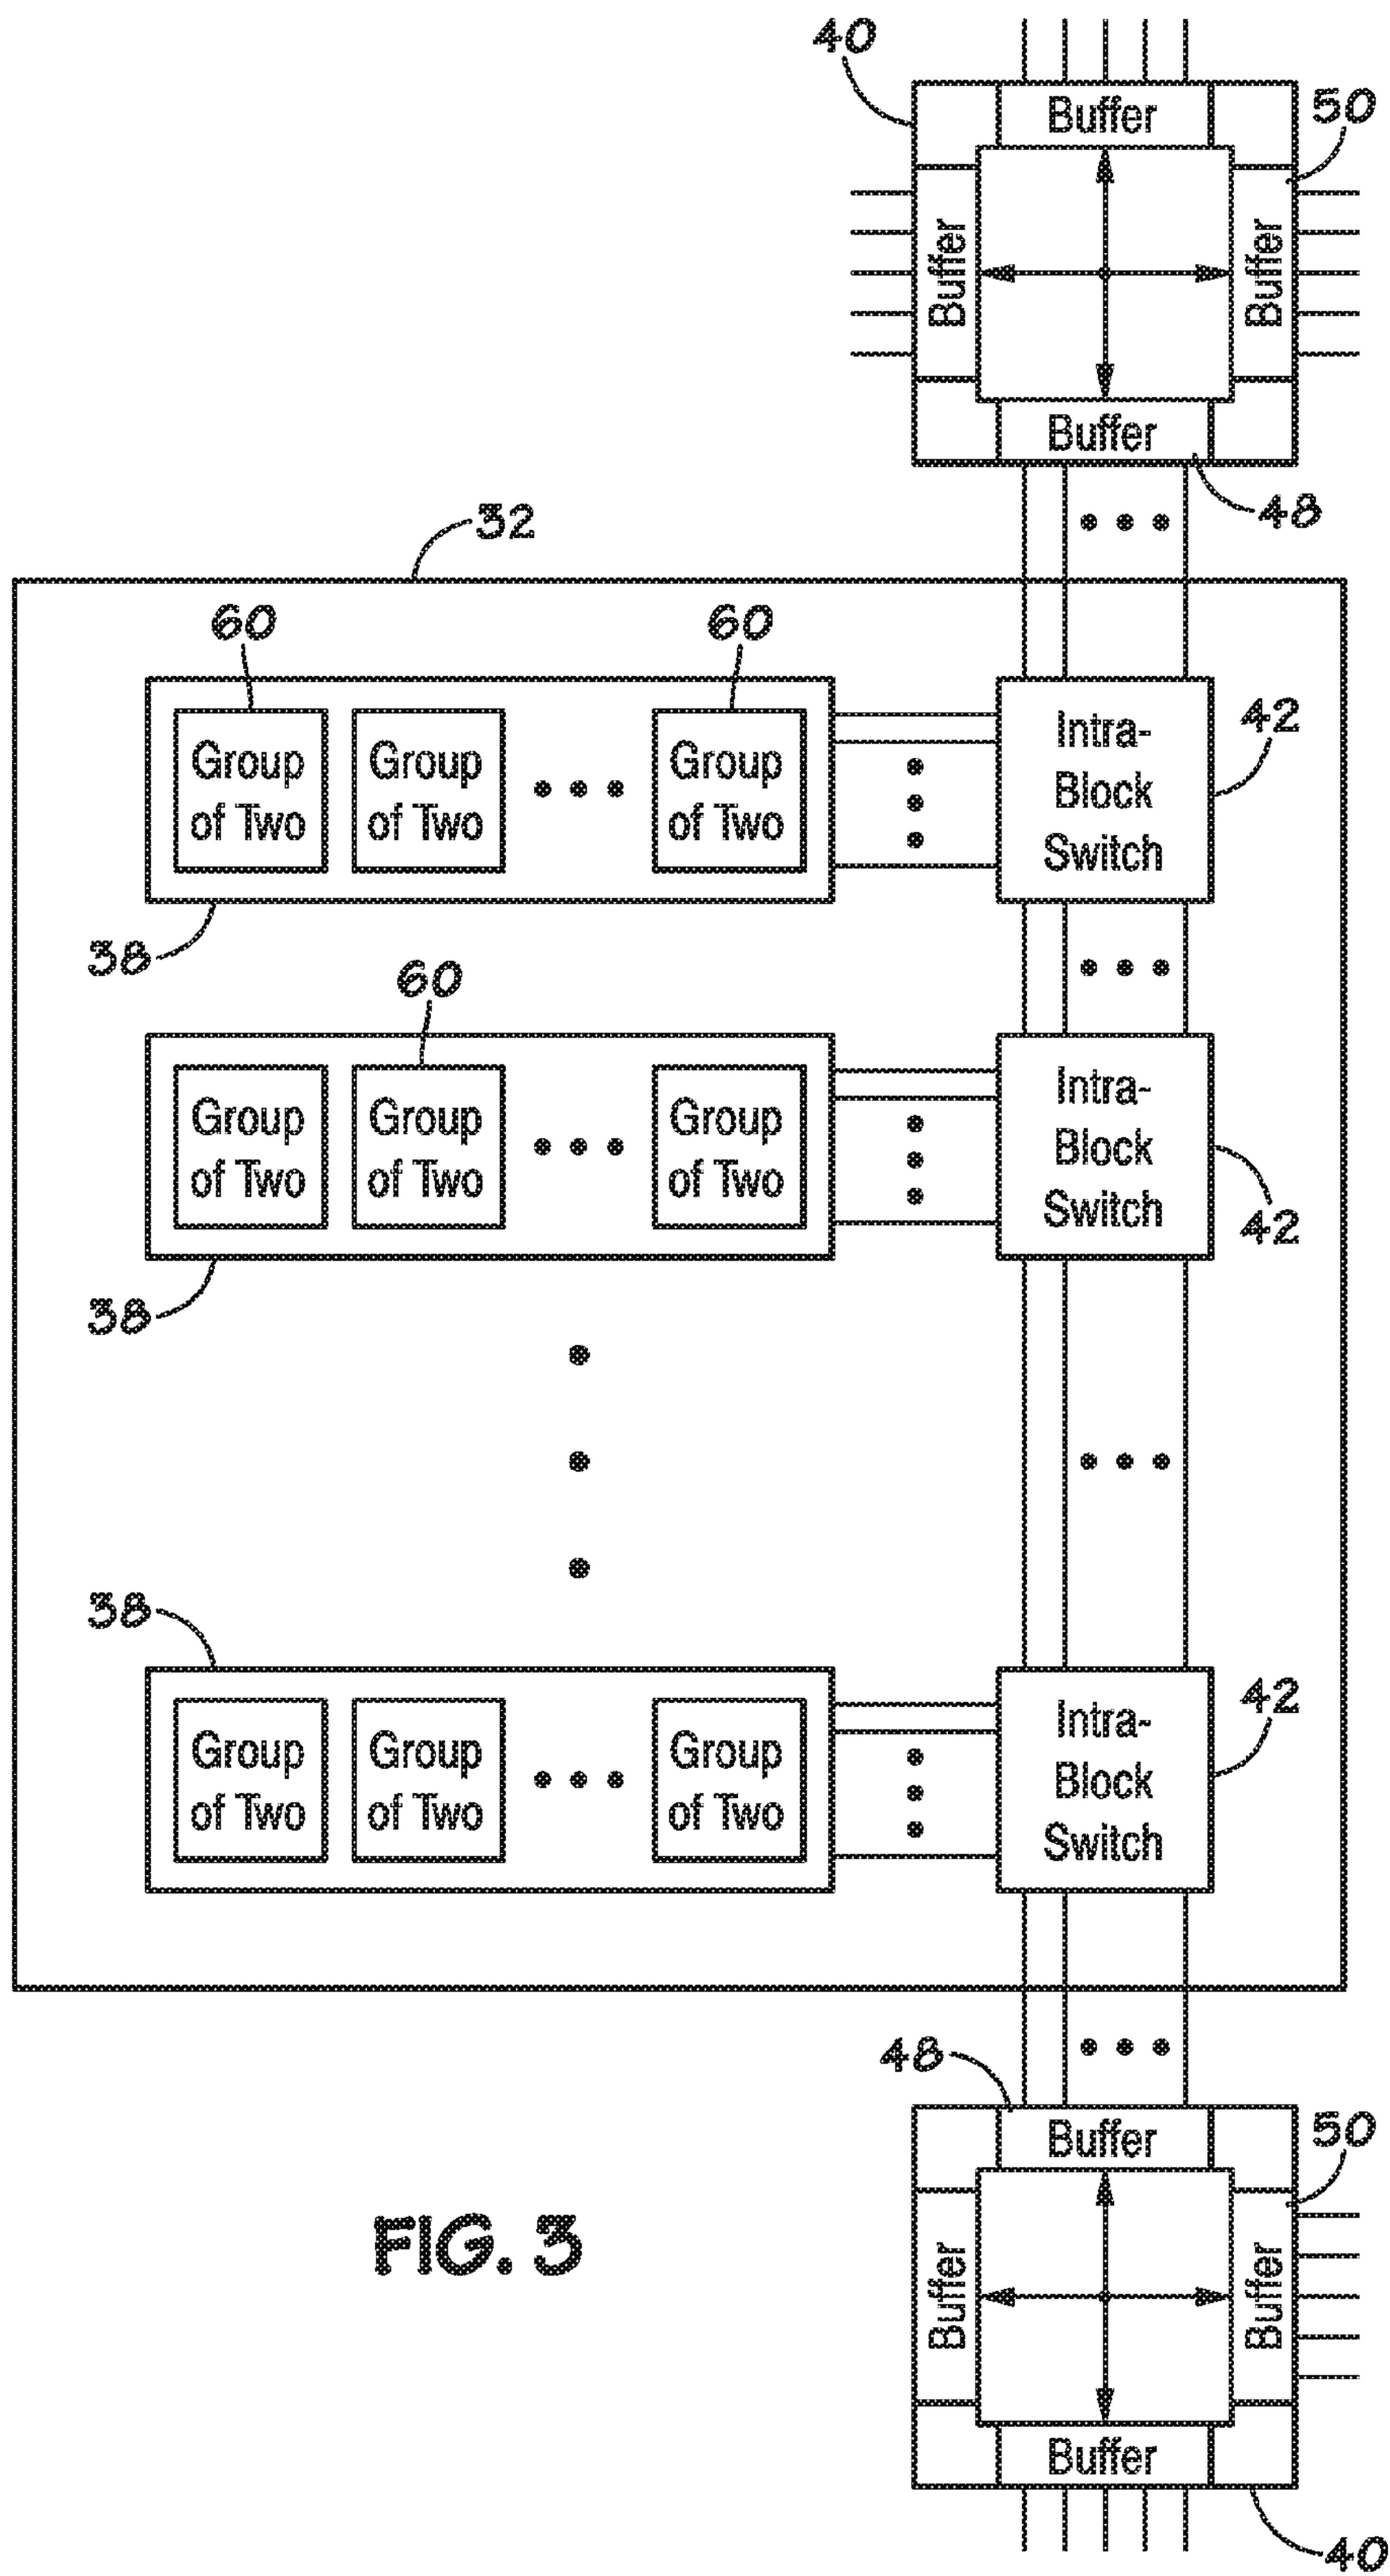 40
Buffer
50
Buffer
Buffer
Buffer
48
32
60
60
Group
of Two
Group
of Two
Group
of Two
Intra-
Block
Switch
42
38
60
Group
of Two
Group
of Two
Group
of Two
Intra-
Block
Switch
42
38
38
Group
of Two
Group
of Two
Group
of Two
Intra-
Block
Switch
42
48
Buffer
50
Buffer
Buffer
Buffer
40
FIG. 3